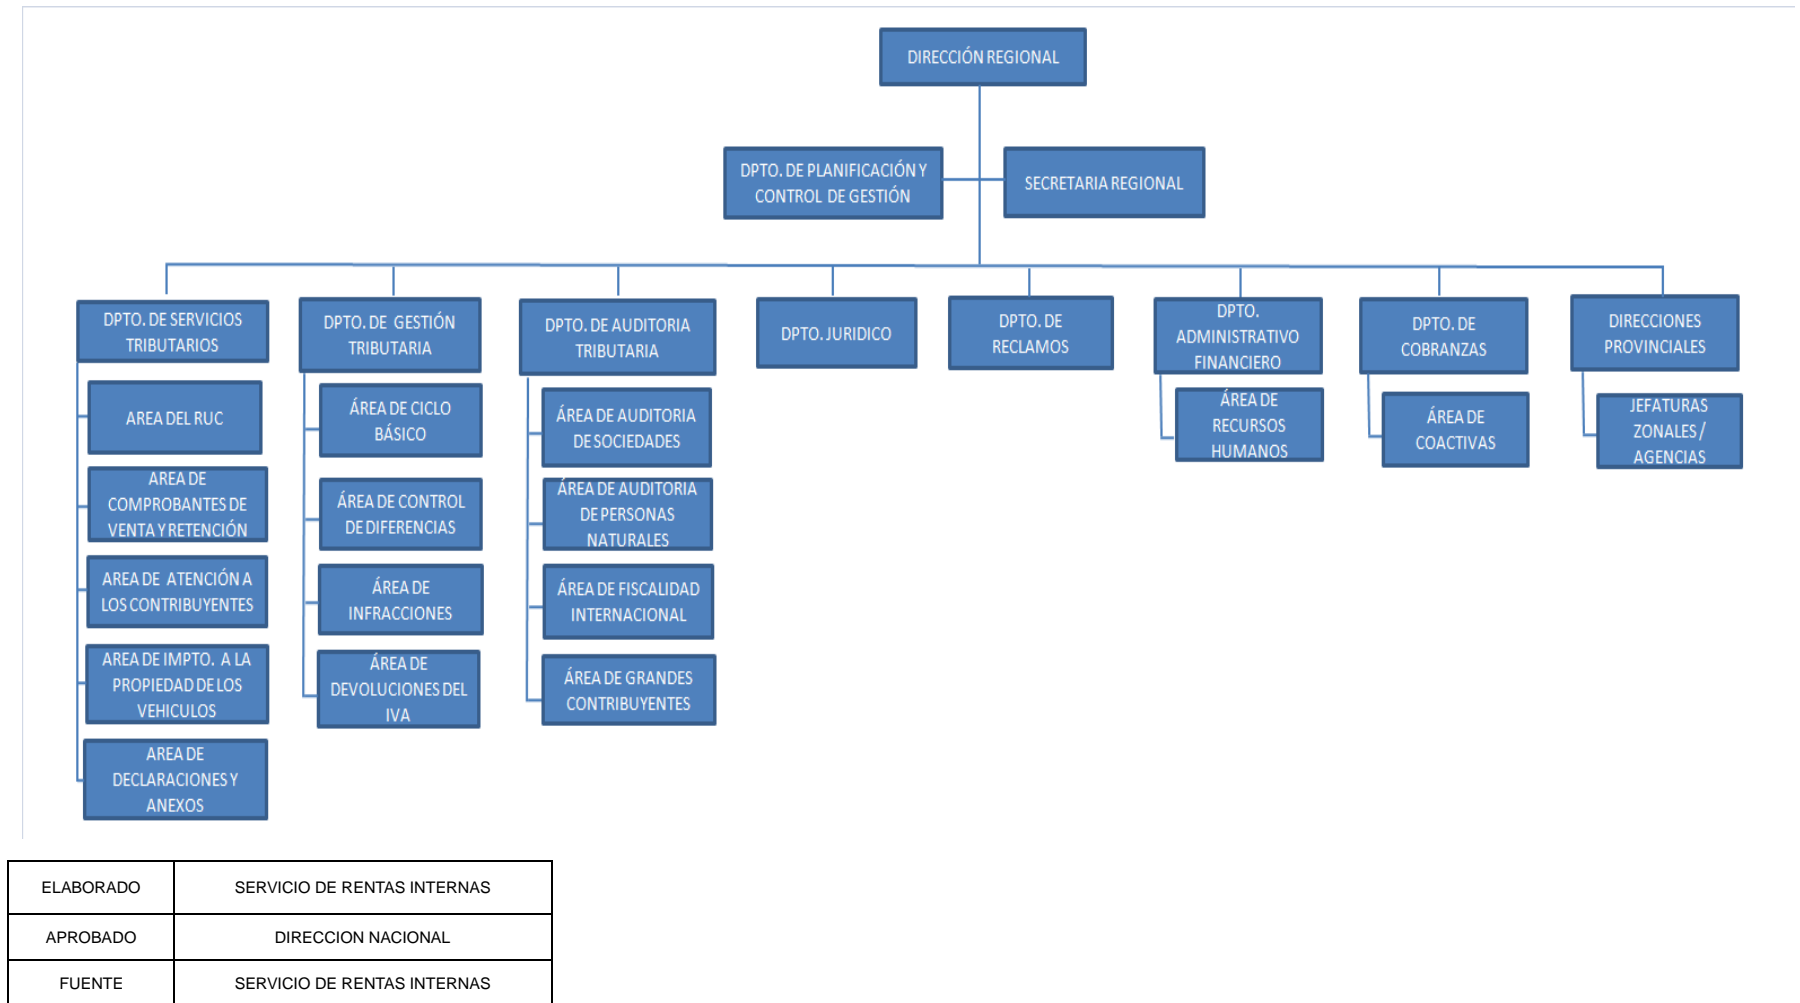 DIRECCIÓN REGIONAL
DPTO. DE PLANIFICACIÓN Y
CONTROL DE GESTIÓN
SECRETARIA REGIONAL
DPTO. DE SERVICIOS
TRIBUTARIOS
AREA DEL RUC
AREA DE
COMPROBANTES DE
VENTA Y RETENCIÓN
AREA DE ATENCIÓN A
LOS CONTRIBUYENTES
AREA DE IMPTO. A LA
PROPIEDAD DE LOS
VEHICULOS
AREA DE
DECLARACIONES Y
ANEXOS
DPTO. DE GESTIÓN
TRIBUTARIA
ÁREA DE CICLO
BÁSICO
ÁREA DE CONTROL
DE DIFERENCIAS
ÁREA DE
INFRACCIONES
ÁREA DE
DEVOLUCIONES DEL
IVA
DPTO. DE AUDITORIA
TRIBUTARIA
ÁREA DE AUDITORIA
DE SOCIEDADES
ÁREA DE AUDITORIA
DE PERSONAS
NATURALES
ÁREA DE FISCALIDAD
INTERNACIONAL
ÁREA DE GRANDES
CONTRIBUYENTES
DPTO. JURIDICO
DPTO. DE
RECLAMOS
DPTO.
ADMINISTRATIVO
FINANCIERO
ÁREA DE
RECURSOS
HUMANOS
DPTO. DE
COBRANZAS
ÁREA DE
COACTIVAS
DIRECCIONES
PROVINCIALES
JEFATURAS
ZONALES /
AGENCIAS
ELABORADO SERVICIO DE RENTAS INTERNAS
APROBADO DIRECCION NACIONAL
FUENTE SERVICIO DE RENTAS INTERNAS